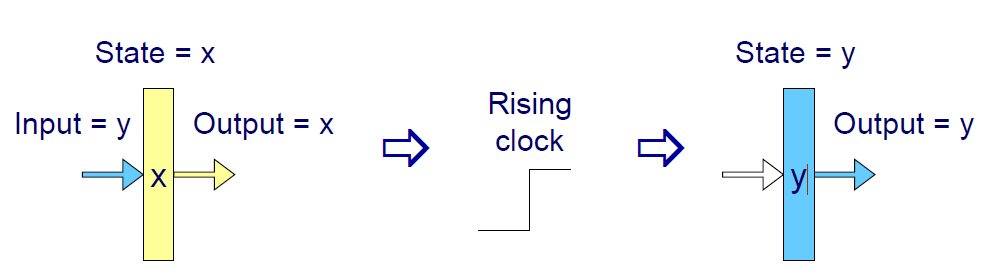 State = x
Input = y
Output = x
x
Rising
clock
State = y
Output = y
y